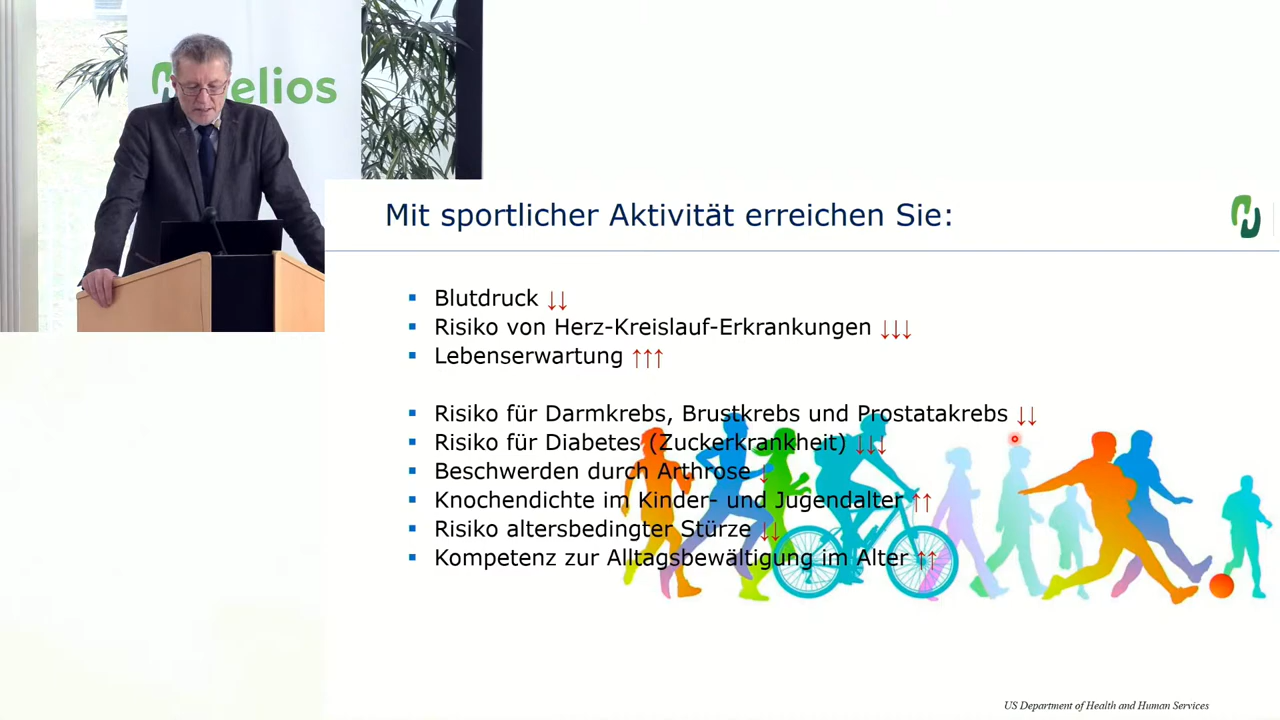 elios
Mit sportlicher Aktivität erreichen Sie:
▪ Blutdruck ↓↓
▪ Risiko von Herz-Kreislauf-Erkrankungen ↓↓↓
▪ Lebenserwartung ↑↑↑
▪ Risiko für Darmkrebs, Brustkrebs und Prostatakrebs ↓↓
▪ Risiko für Diabetes (Zuckerkrankheit) ↓↓↓
▪ Beschwerden durch Arthrose ↓
▪ Knochendichte im Kinder- und Jugendalter ↑↑
▪ Risiko altersbedingter Stürze ↓↓
▪ Kompetenz zur Alltagsbewältigung im Alter ↑↑
US Department of Health and Human Services